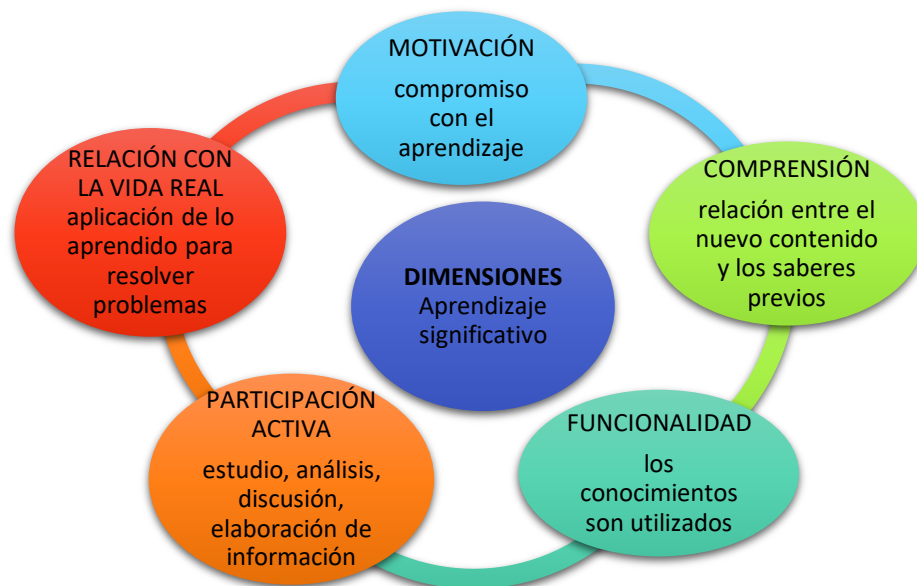 MOTIVACIÓN
compromiso
con el
aprendizaje
COMPRENSIÓN
relación entre el
nuevo contenido
y los saberes
previos
FUNCIONALIDAD
los
conocimientos
son utilizados
PARTICIPACIÓN
ACTIVA
estudio, análisis,
discusión,
elaboración de
información
RELACIÓN CON
LA VIDA REAL
aplicación de lo
aprendido para
resolver
problemas
DIMENSIONES
Aprendizaje
significativo